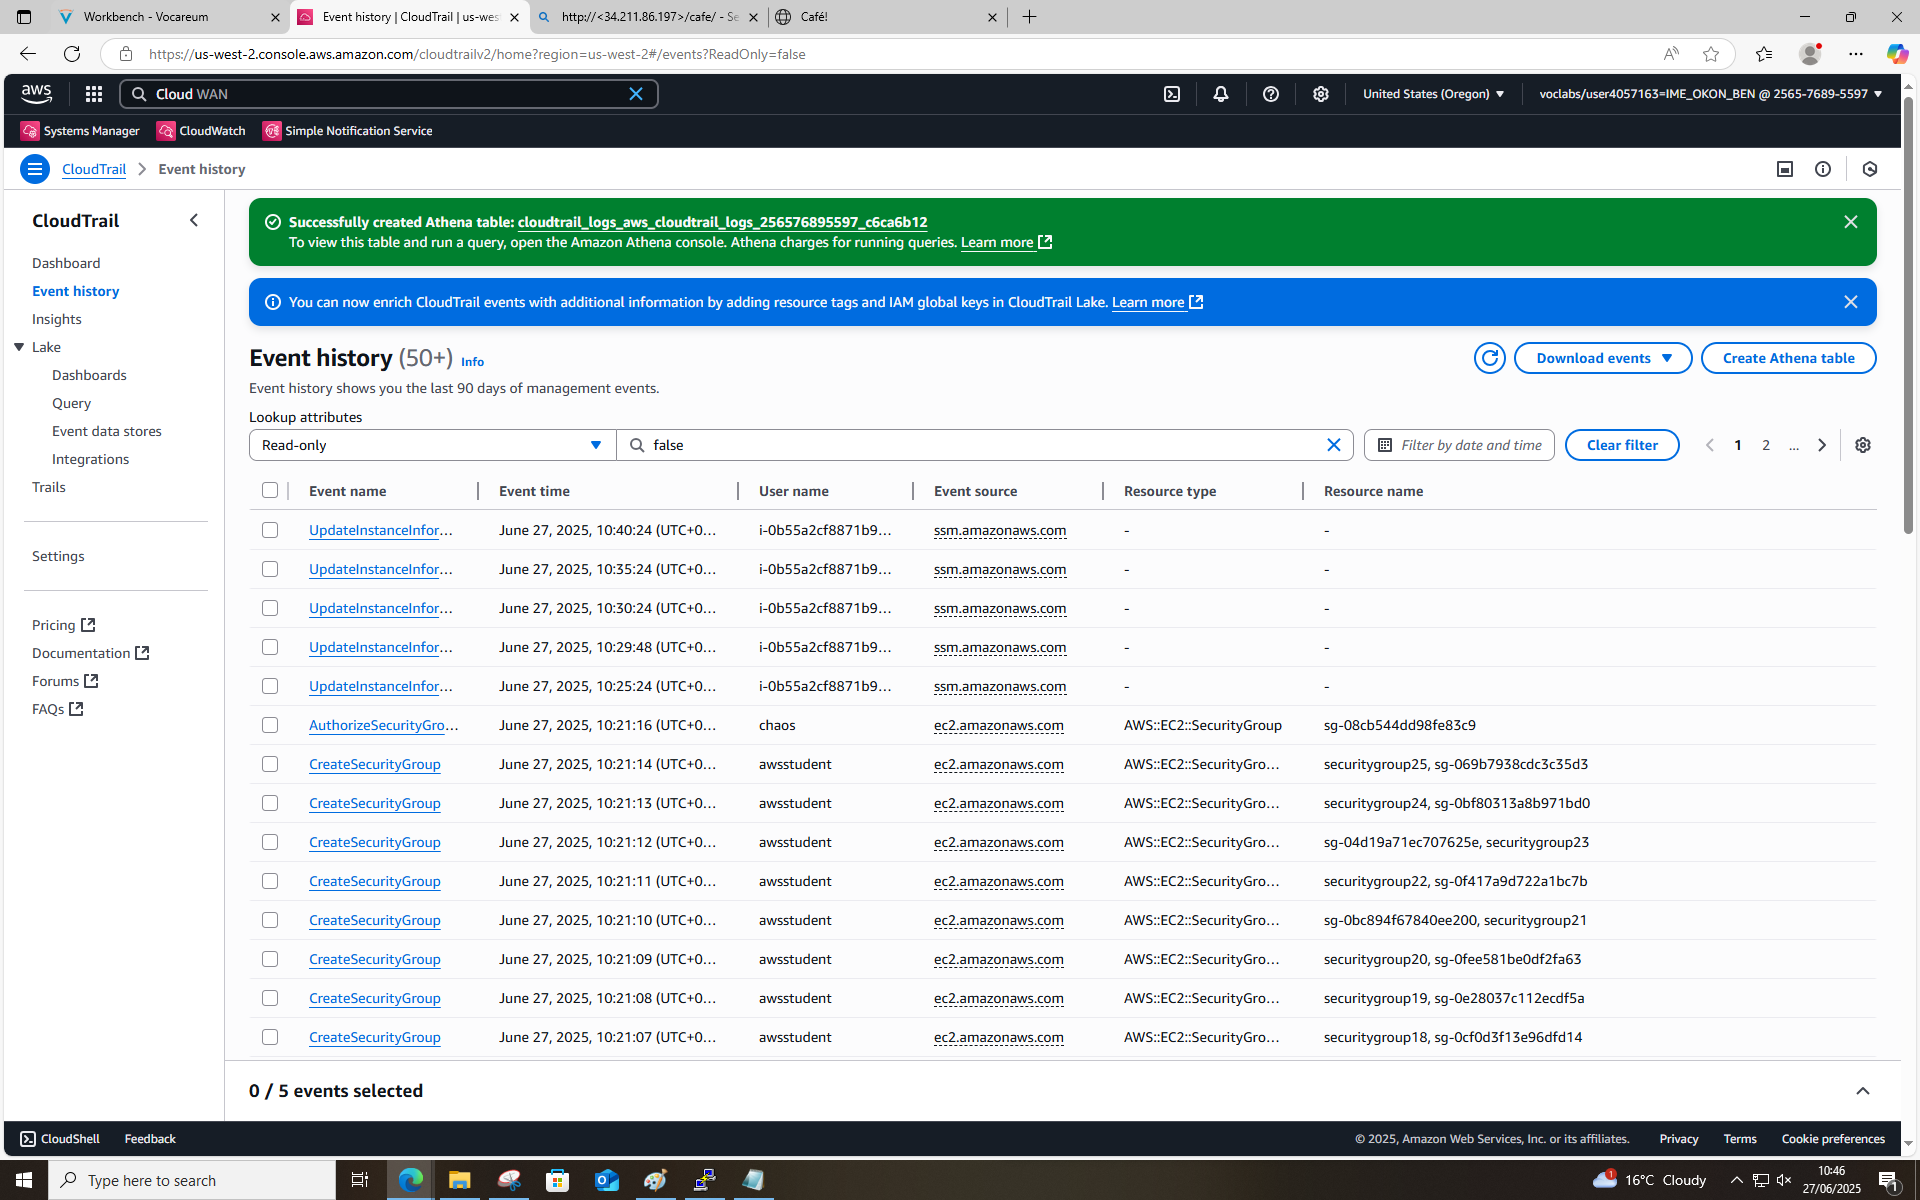 Workbench - Vocareum
Event history | CloudTrail | us-wes
http://<34.211.86.197>/cafe/ - Se
Café!
https://us-west-2.console.aws.amazon.com/cloudtrailv2/home?region=us-west-2#/events?ReadOnly=false
aws
Cloud WAN
United States (Oregon)
voclabs/user4057163=IME_OKON_BEN @ 2565-7689-5597
Systems Manager
CloudWatch
Simple Notification Service
CloudTrail
Event history
CloudTrail
Dashboard
Event history
Insights
Lake
Dashboards
Query
Event data stores
Integrations
Trails
Settings
Pricing
Documentation
Forums
FAQs
Successfully created Athena table: cloudtrail_logs_aws_cloudtrail_logs_256576895597_c6ca6b12
To view this table and run a query, open the Amazon Athena console. Athena charges for running queries. Learn more
You can now enrich CloudTrail events with additional information by adding resource tags and IAM global keys in CloudTrail Lake. Learn more
Event history (50+) Info
Download events
Create Athena table
Event history shows you the last 90 days of management events.
Lookup attributes
Read-only
false
Filter by date and time
Clear filter
1 2 ...
Event name Event time User name Event source Resource type Resource name
UpdateInstanceInfor... June 27, 2025, 10:40:24 (UTC+0... i-0b55a2cf8871b9... ssm.amazonaws.com - -
UpdateInstanceInfor... June 27, 2025, 10:35:24 (UTC+0... i-0b55a2cf8871b9... ssm.amazonaws.com - -
UpdateInstanceInfor... June 27, 2025, 10:30:24 (UTC+0... i-0b55a2cf8871b9... ssm.amazonaws.com - -
UpdateInstanceInfor... June 27, 2025, 10:29:48 (UTC+0... i-0b55a2cf8871b9... ssm.amazonaws.com - -
UpdateInstanceInfor... June 27, 2025, 10:25:24 (UTC+0... i-0b55a2cf8871b9... ssm.amazonaws.com - -
AuthorizeSecurityGro... June 27, 2025, 10:21:16 (UTC+0... chaos ec2.amazonaws.com AWS::EC2::SecurityGroup sg-08cb544dd98fe83c9
CreateSecurityGroup June 27, 2025, 10:21:14 (UTC+0... awsstudent ec2.amazonaws.com AWS::EC2::SecurityGro... securitygroup25, sg-069b7938cdc3c35d3
CreateSecurityGroup June 27, 2025, 10:21:13 (UTC+0... awsstudent ec2.amazonaws.com AWS::EC2::SecurityGro... securitygroup24, sg-0bf80313a8b971bd0
CreateSecurityGroup June 27, 2025, 10:21:12 (UTC+0... awsstudent ec2.amazonaws.com AWS::EC2::SecurityGro... sg-04d19a71ec707625e, securitygroup23
CreateSecurityGroup June 27, 2025, 10:21:11 (UTC+0... awsstudent ec2.amazonaws.com AWS::EC2::SecurityGro... securitygroup22, sg-0f417a9d722a1bc7b
CreateSecurityGroup June 27, 2025, 10:21:10 (UTC+0... awsstudent ec2.amazonaws.com AWS::EC2::SecurityGro... sg-0bc894f67840ee200, securitygroup21
CreateSecurityGroup June 27, 2025, 10:21:09 (UTC+0... awsstudent ec2.amazonaws.com AWS::EC2::SecurityGro... securitygroup20, sg-0fee581be0df2fa63
CreateSecurityGroup June 27, 2025, 10:21:08 (UTC+0... awsstudent ec2.amazonaws.com AWS::EC2::SecurityGro... securitygroup19, sg-0e28037c112ecdf5a
CreateSecurityGroup June 27, 2025, 10:21:07 (UTC+0... awsstudent ec2.amazonaws.com AWS::EC2::SecurityGro... securitygroup18, sg-0cf0d3f13e96dfd14
0 / 5 events selected
CloudShell
Feedback
© 2025, Amazon Web Services, Inc. or its affiliates.
Privacy
Terms
Cookie preferences
Type here to search
1
16°C Cloudy
10:46
27/06/2025
1